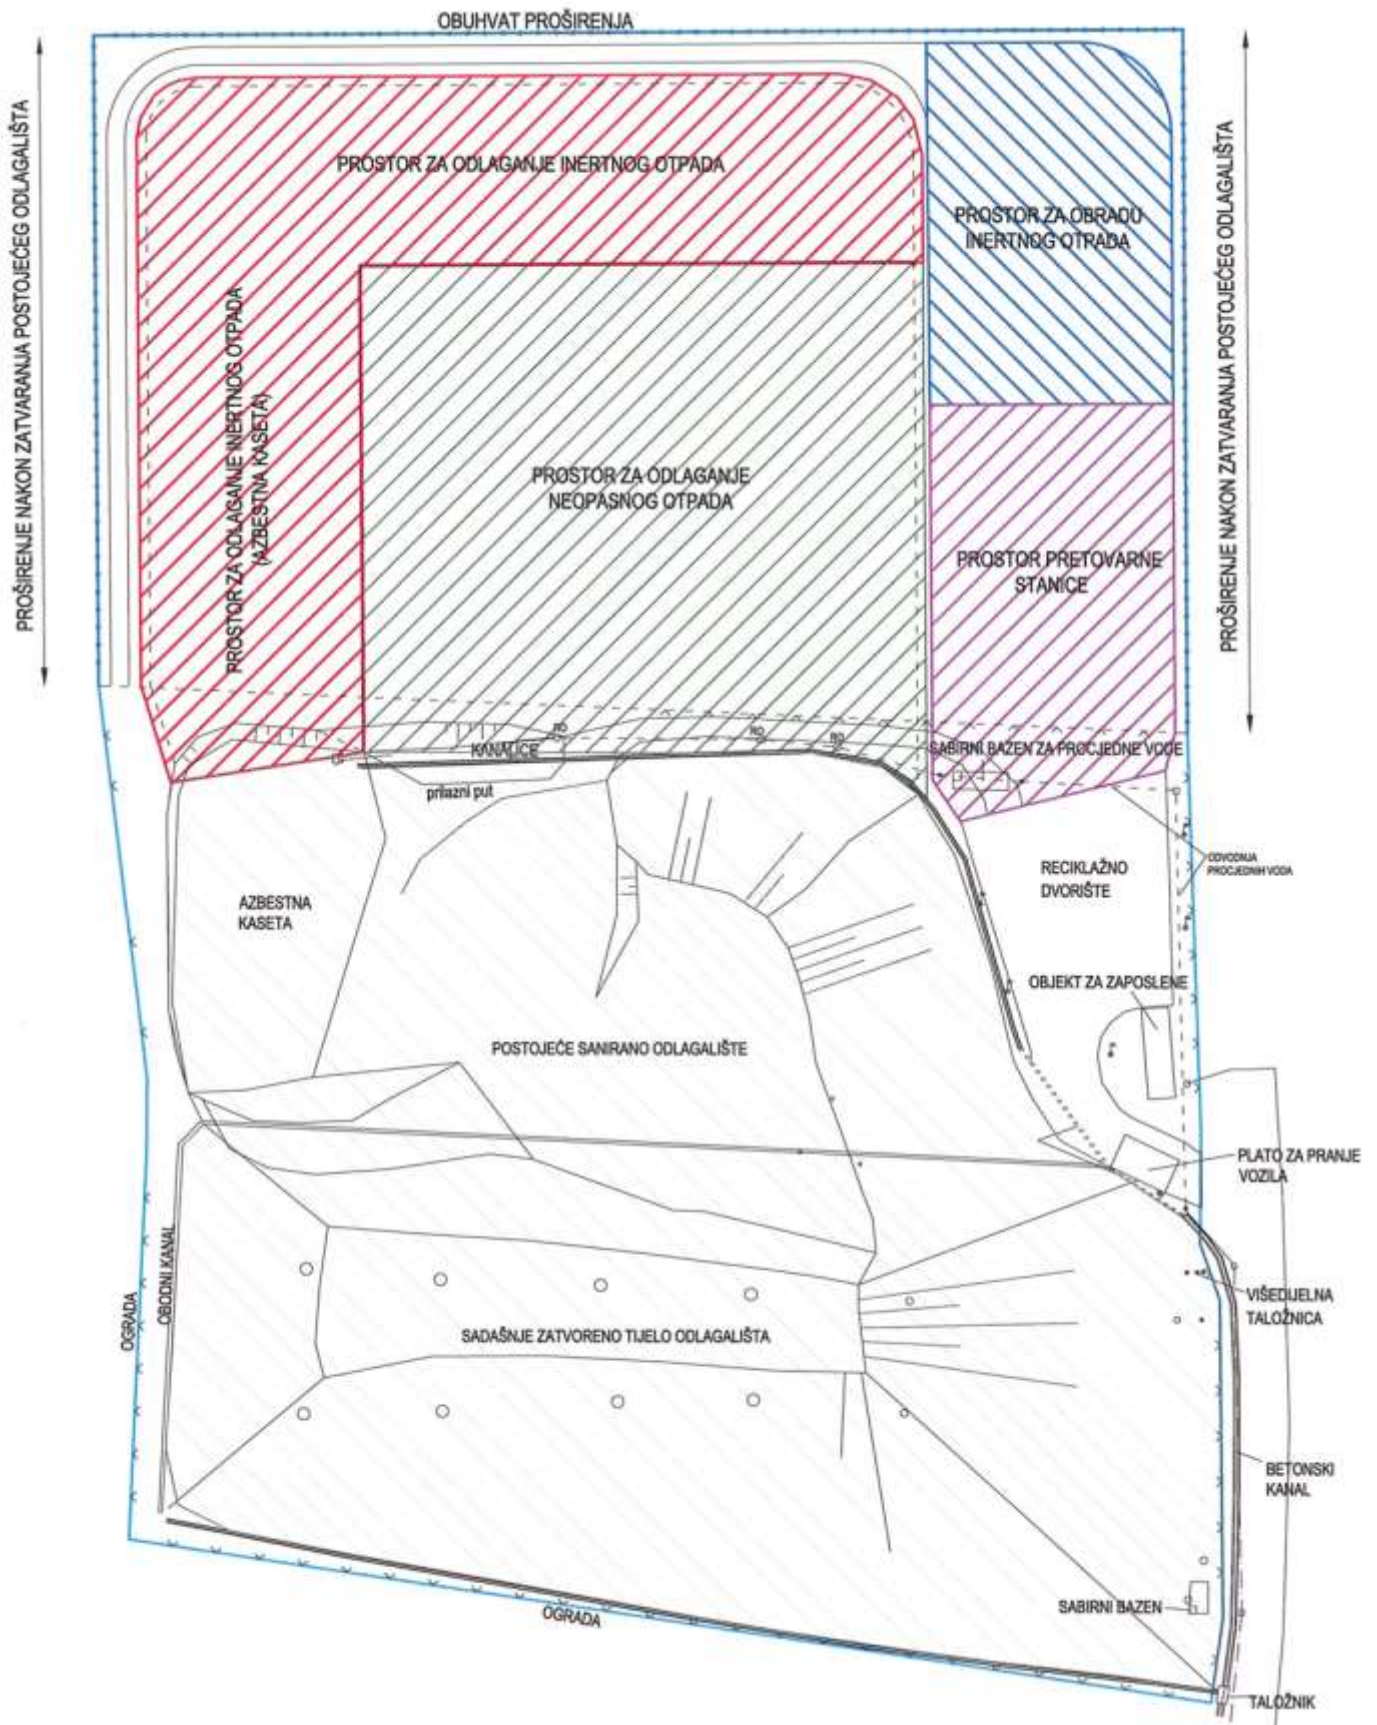 OBUHVAT PROŠIRENJA
PROŠIRENJE NAKON ZATVARANJA POSTOJEĆEG ODLAGALIŠTA
PROŠIRENJE NAKON ZATVARANJA POSTOJEĆEG ODLAGALIŠTA
PROSTOR ZA ODLAGANJE INERTNOG OTPADA
PROSTOR ZA OBRADU
INERTNOG OTPADA
PROSTOR ZA ODLAGANJE INERTNOG OTPADA
(AZBESTNA KASETA)
PROSTOR ZA ODLAGANJE
NEOPASNOG OTPADA
PROSTOR PRETOVARNE
STANICE
RO
RO
RO
KANALICE
SABIRNI BAZEN ZA PROCJEDNE VODE
prilazni put
RECIKLAŽNO
DVORIŠTE
ODVODNJA
PROCJEDNIH VODA
AZBESTNA
KASETA
OBJEKT ZA ZAPOSLENE
POSTOJEĆE SANIRANO ODLAGALIŠTE
PLATO ZA PRANJE
VOZILA
OBODNI KANAL
OGRADA
VIŠEDIJELNA
TALOŽNICA
SADAŠNJE ZATVORENO TIJELO ODLAGALIŠTA
BETONSKI
KANAL
SABIRNI BAZEN
OGRADA
TALOŽNIK